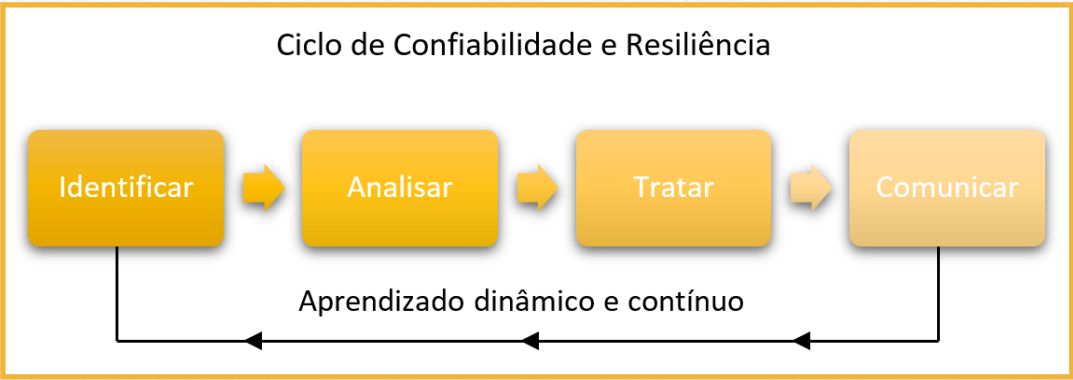 Ciclo de Confiabilidade e Resiliência
Identificar
Analisar
Tratar
Comunicar
Aprendizado dinâmico e contínuo